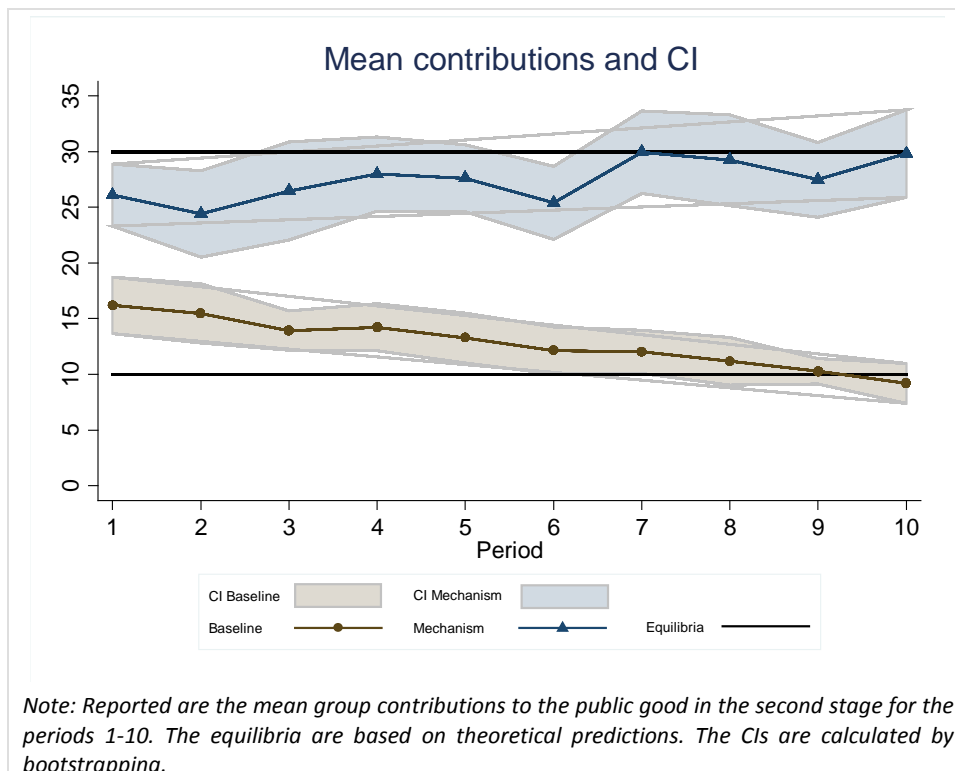 Mean contributions and CI
35
30
25
20
15
10
5
0
1 2 3 4 5 6 7 8 9 10
Period
CI Baseline CI Mechanism
Baseline Mechanism Equilibria
Note: Reported are the mean group contributions to the public good in the second stage for the
periods 1-10. The equilibria are based on theoretical predictions. The CIs are calculated by
bootstrapping.